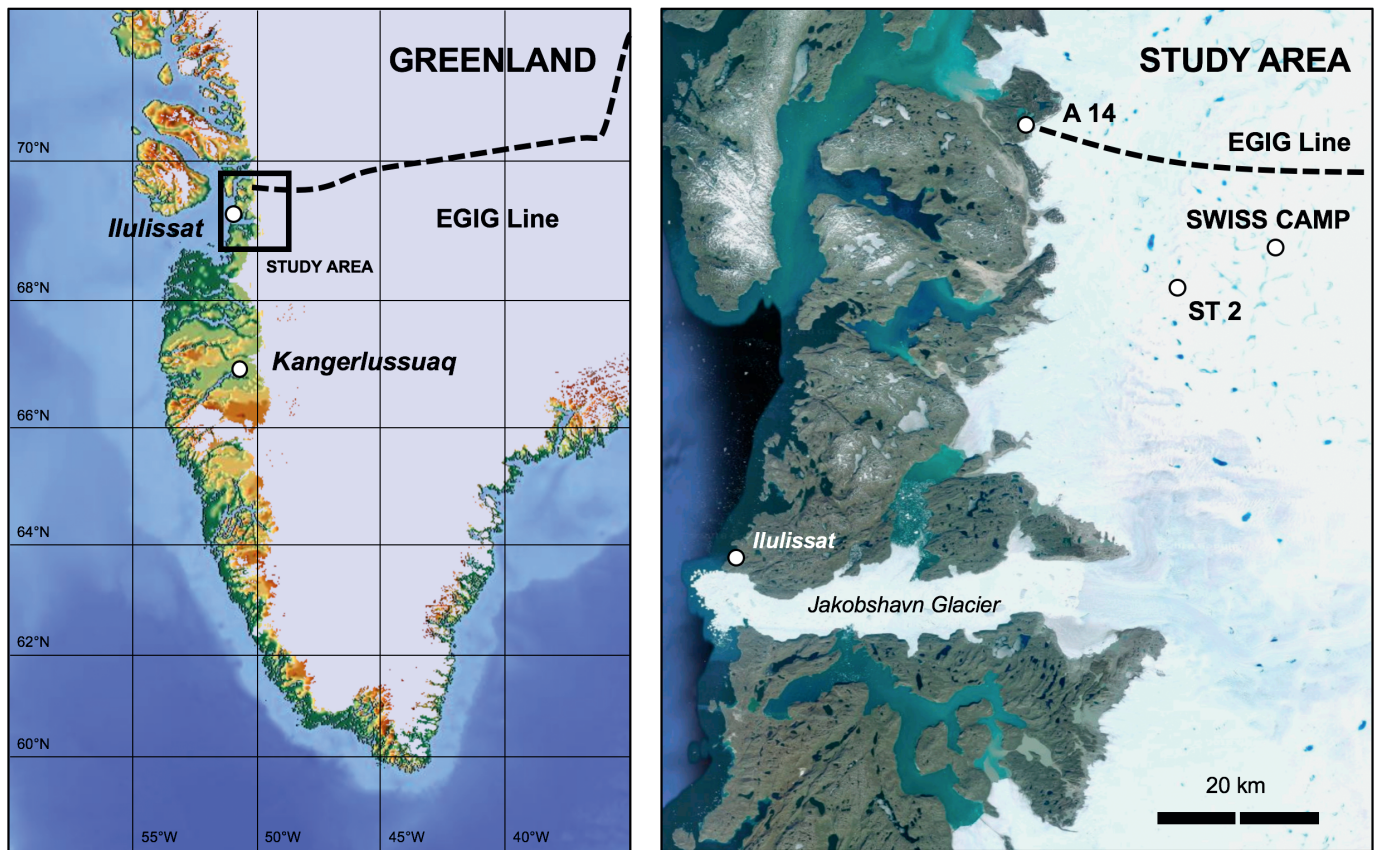 GREENLAND
70°N
Ilulissat
EGIG Line
STUDY AREA
68°N
Kangerlussuaq
66°N
64°N
62°N
60°N
55°W
50°W
45°W
40°W
STUDY AREA
A 14
EGIG Line
SWISS CAMP
ST 2
Ilulissat
Jakobshavn Glacier
20 km